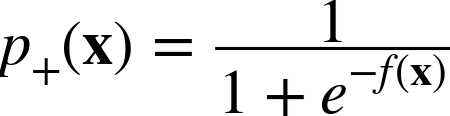 p₊(𝐱) = 1 / (1 + e^{−f(𝐱)})